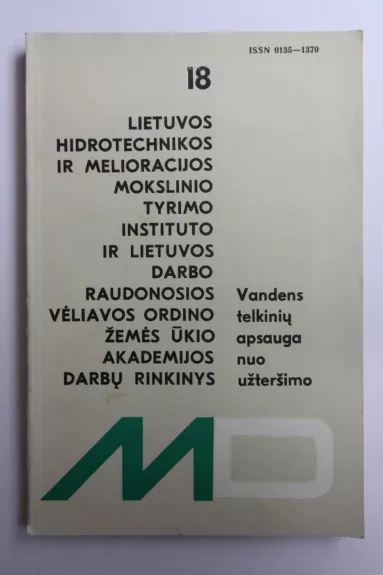 ISSN 0135—1370
18
LIETUVOS
HIDROTECHNIKOS
IR MELIORACIJOS
MOKSLINIO
TYRIMO
INSTITUTO
IR LIETUVOS
DARBO
RAUDONOSIOS
VĖLIAVOS ORDINO
ŽEMĖS ŪKIO
AKADEMIJOS
DARBŲ RINKINYS
Vandens
telkinių
apsauga
nuo
užteršimo
MD